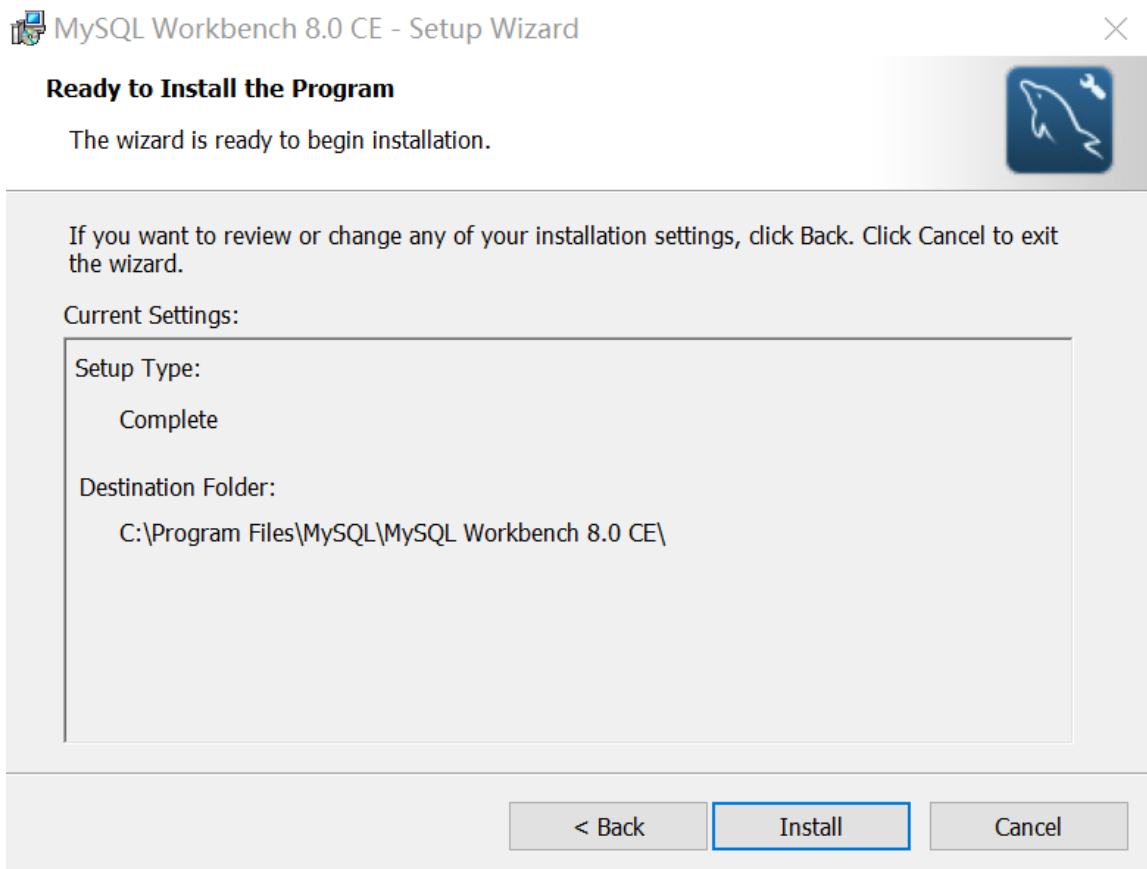 MySQL Workbench 8.0 CE - Setup Wizard
Ready to Install the Program
The wizard is ready to begin installation.
If you want to review or change any of your installation settings, click Back. Click Cancel to exit
the wizard.
Current Settings:
Setup Type:
Complete
Destination Folder:
C:\Program Files\MySQL\MySQL Workbench 8.0 CE\
< Back
Install
Cancel